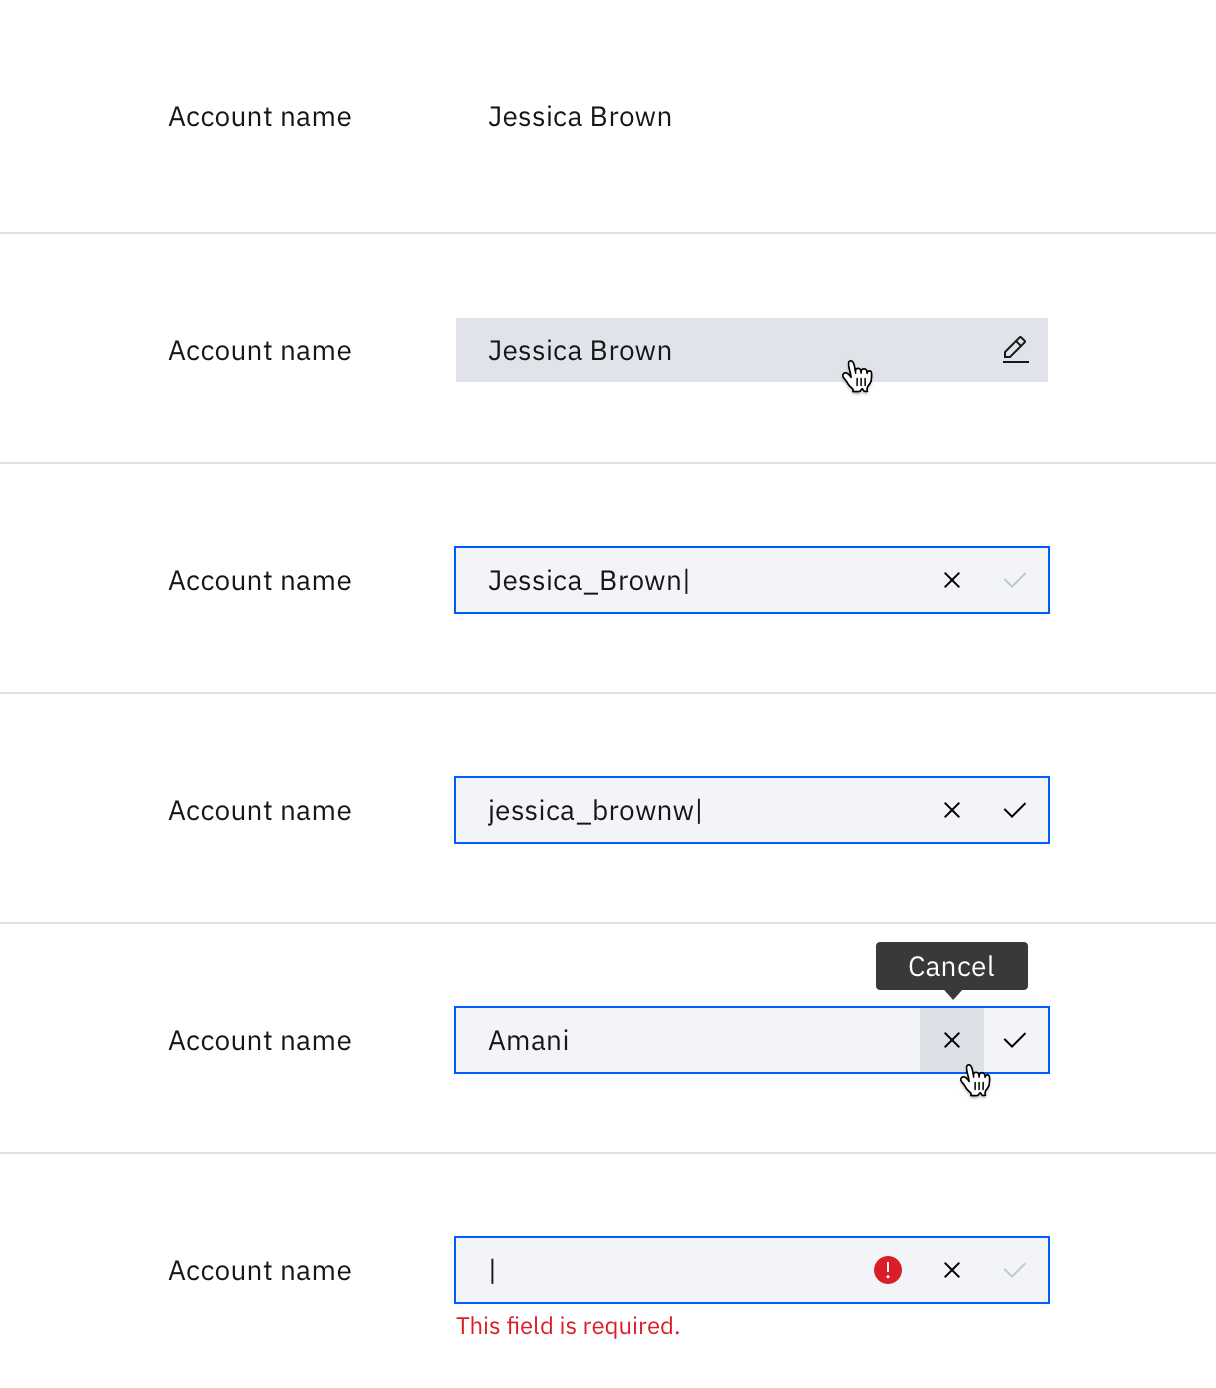 Account name Jessica Brown
Account name Jessica Brown
Account name Jessica_Brown|
Account name jessica_brownw|
Cancel
Account name Amani
Account name |
This field is required.